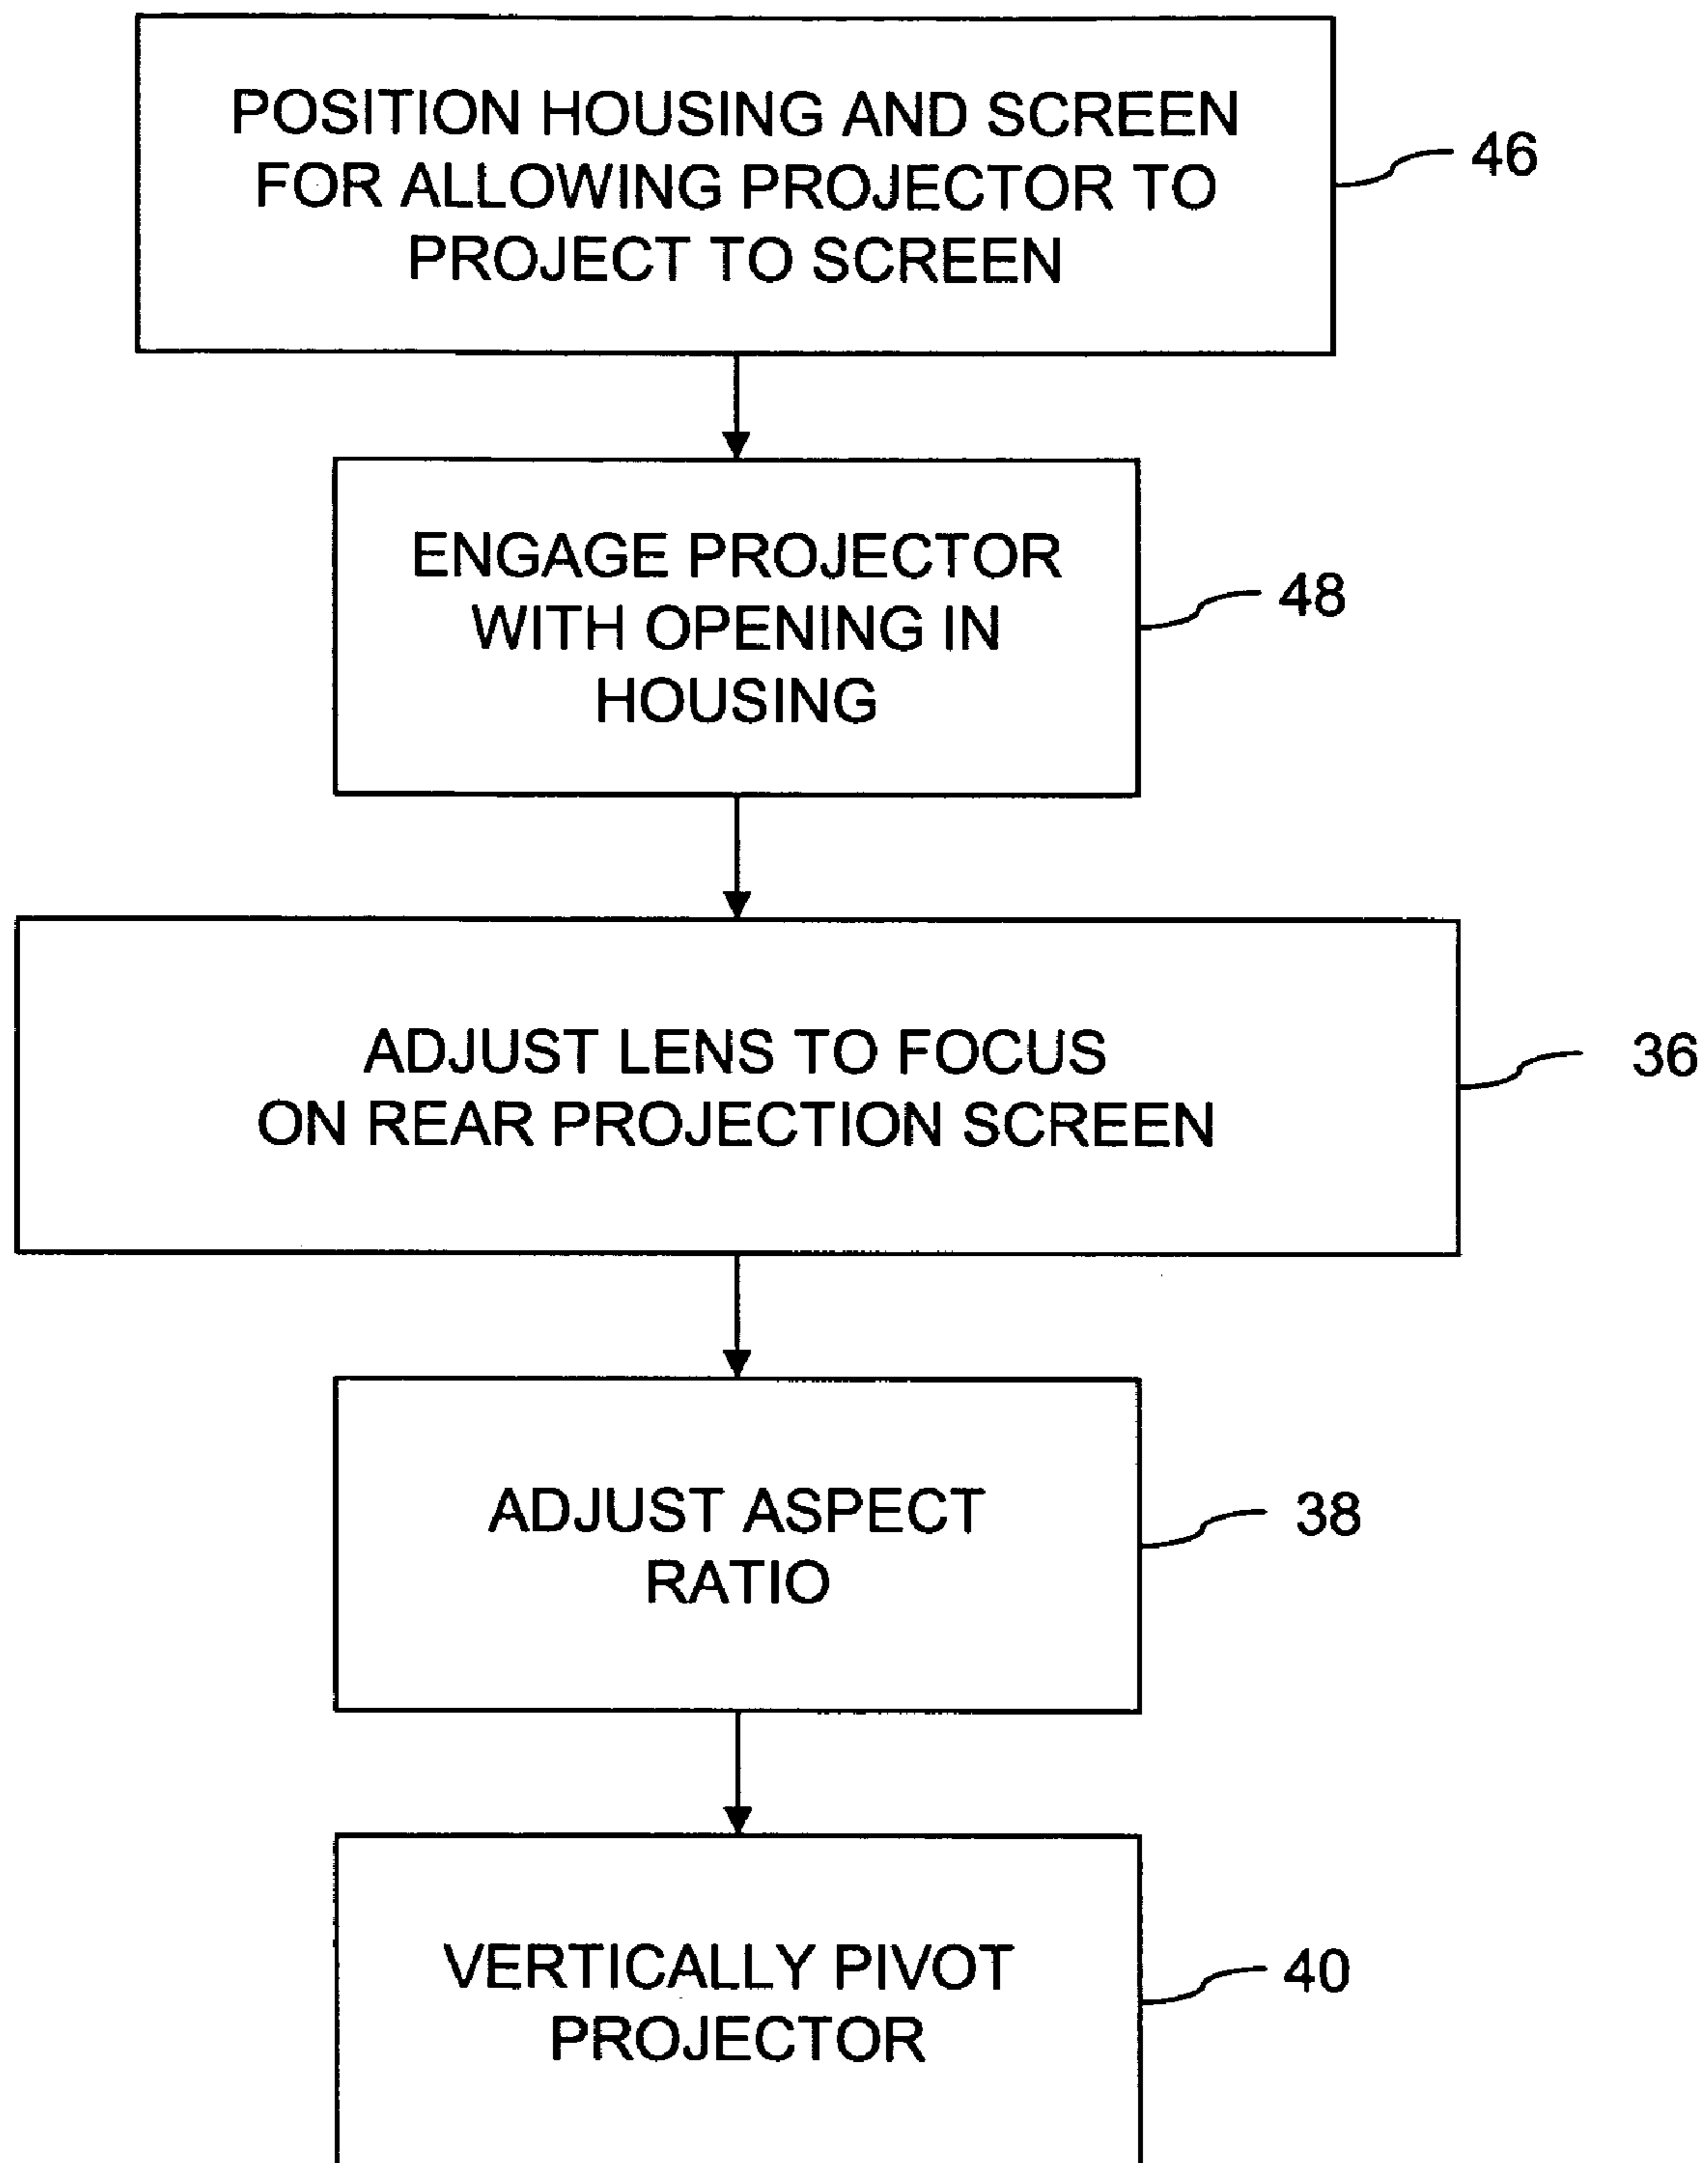 POSITION HOUSING AND SCREEN
FOR ALLOWING PROJECTOR TO
PROJECT TO SCREEN
46
ENGAGE PROJECTOR
WITH OPENING IN
HOUSING
48
ADJUST LENS TO FOCUS
ON REAR PROJECTION SCREEN
36
ADJUST ASPECT
RATIO
38
VERTICALLY PIVOT
PROJECTOR
40